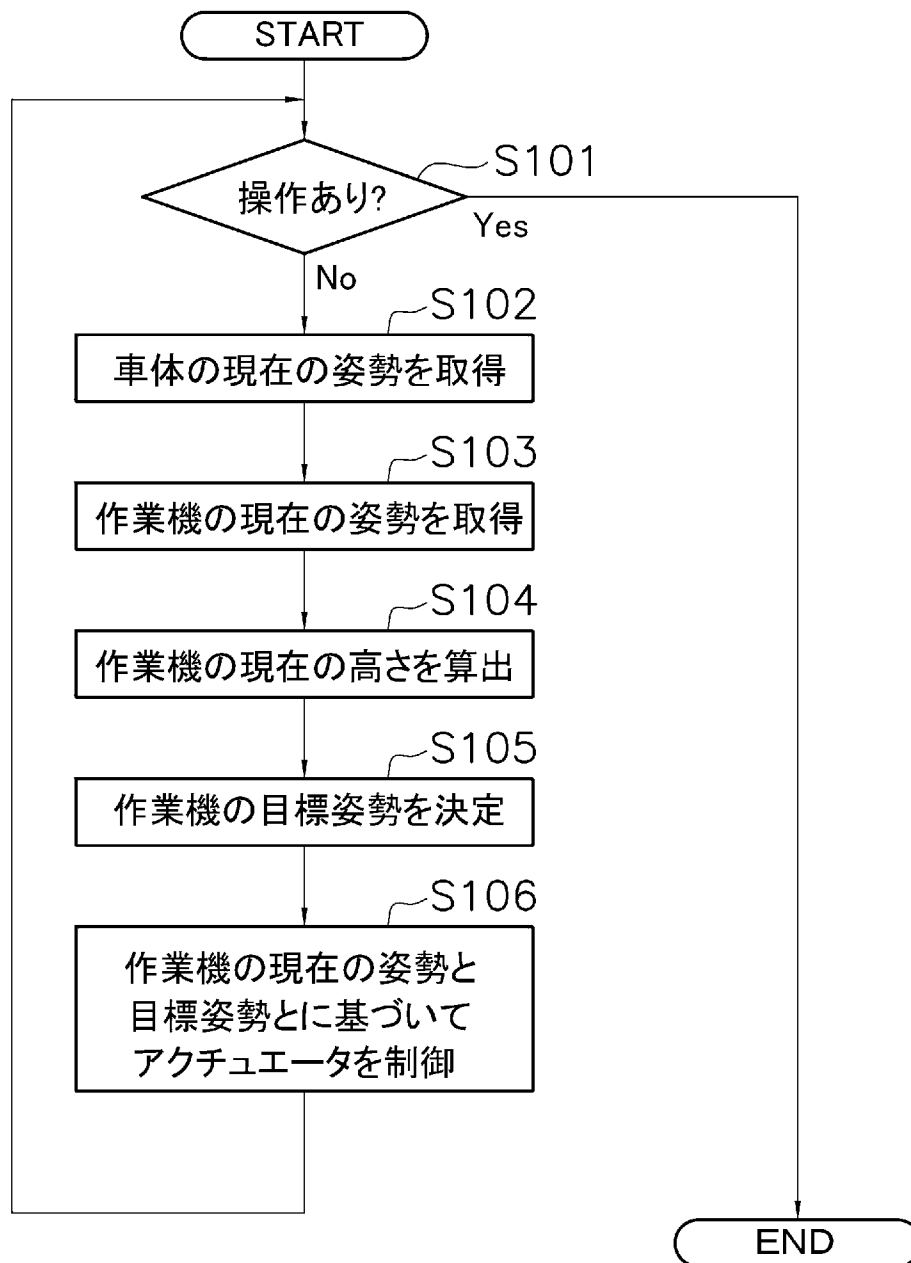 START
操作あり?
S101
Yes
No
S102
車体の現在の姿勢を取得
S103
作業機の現在の姿勢を取得
S104
作業機の現在の高さを算出
S105
作業機の目標姿勢を決定
S106
作業機の現在の姿勢と
目標姿勢とに基づいて
アクチュエータを制御
END